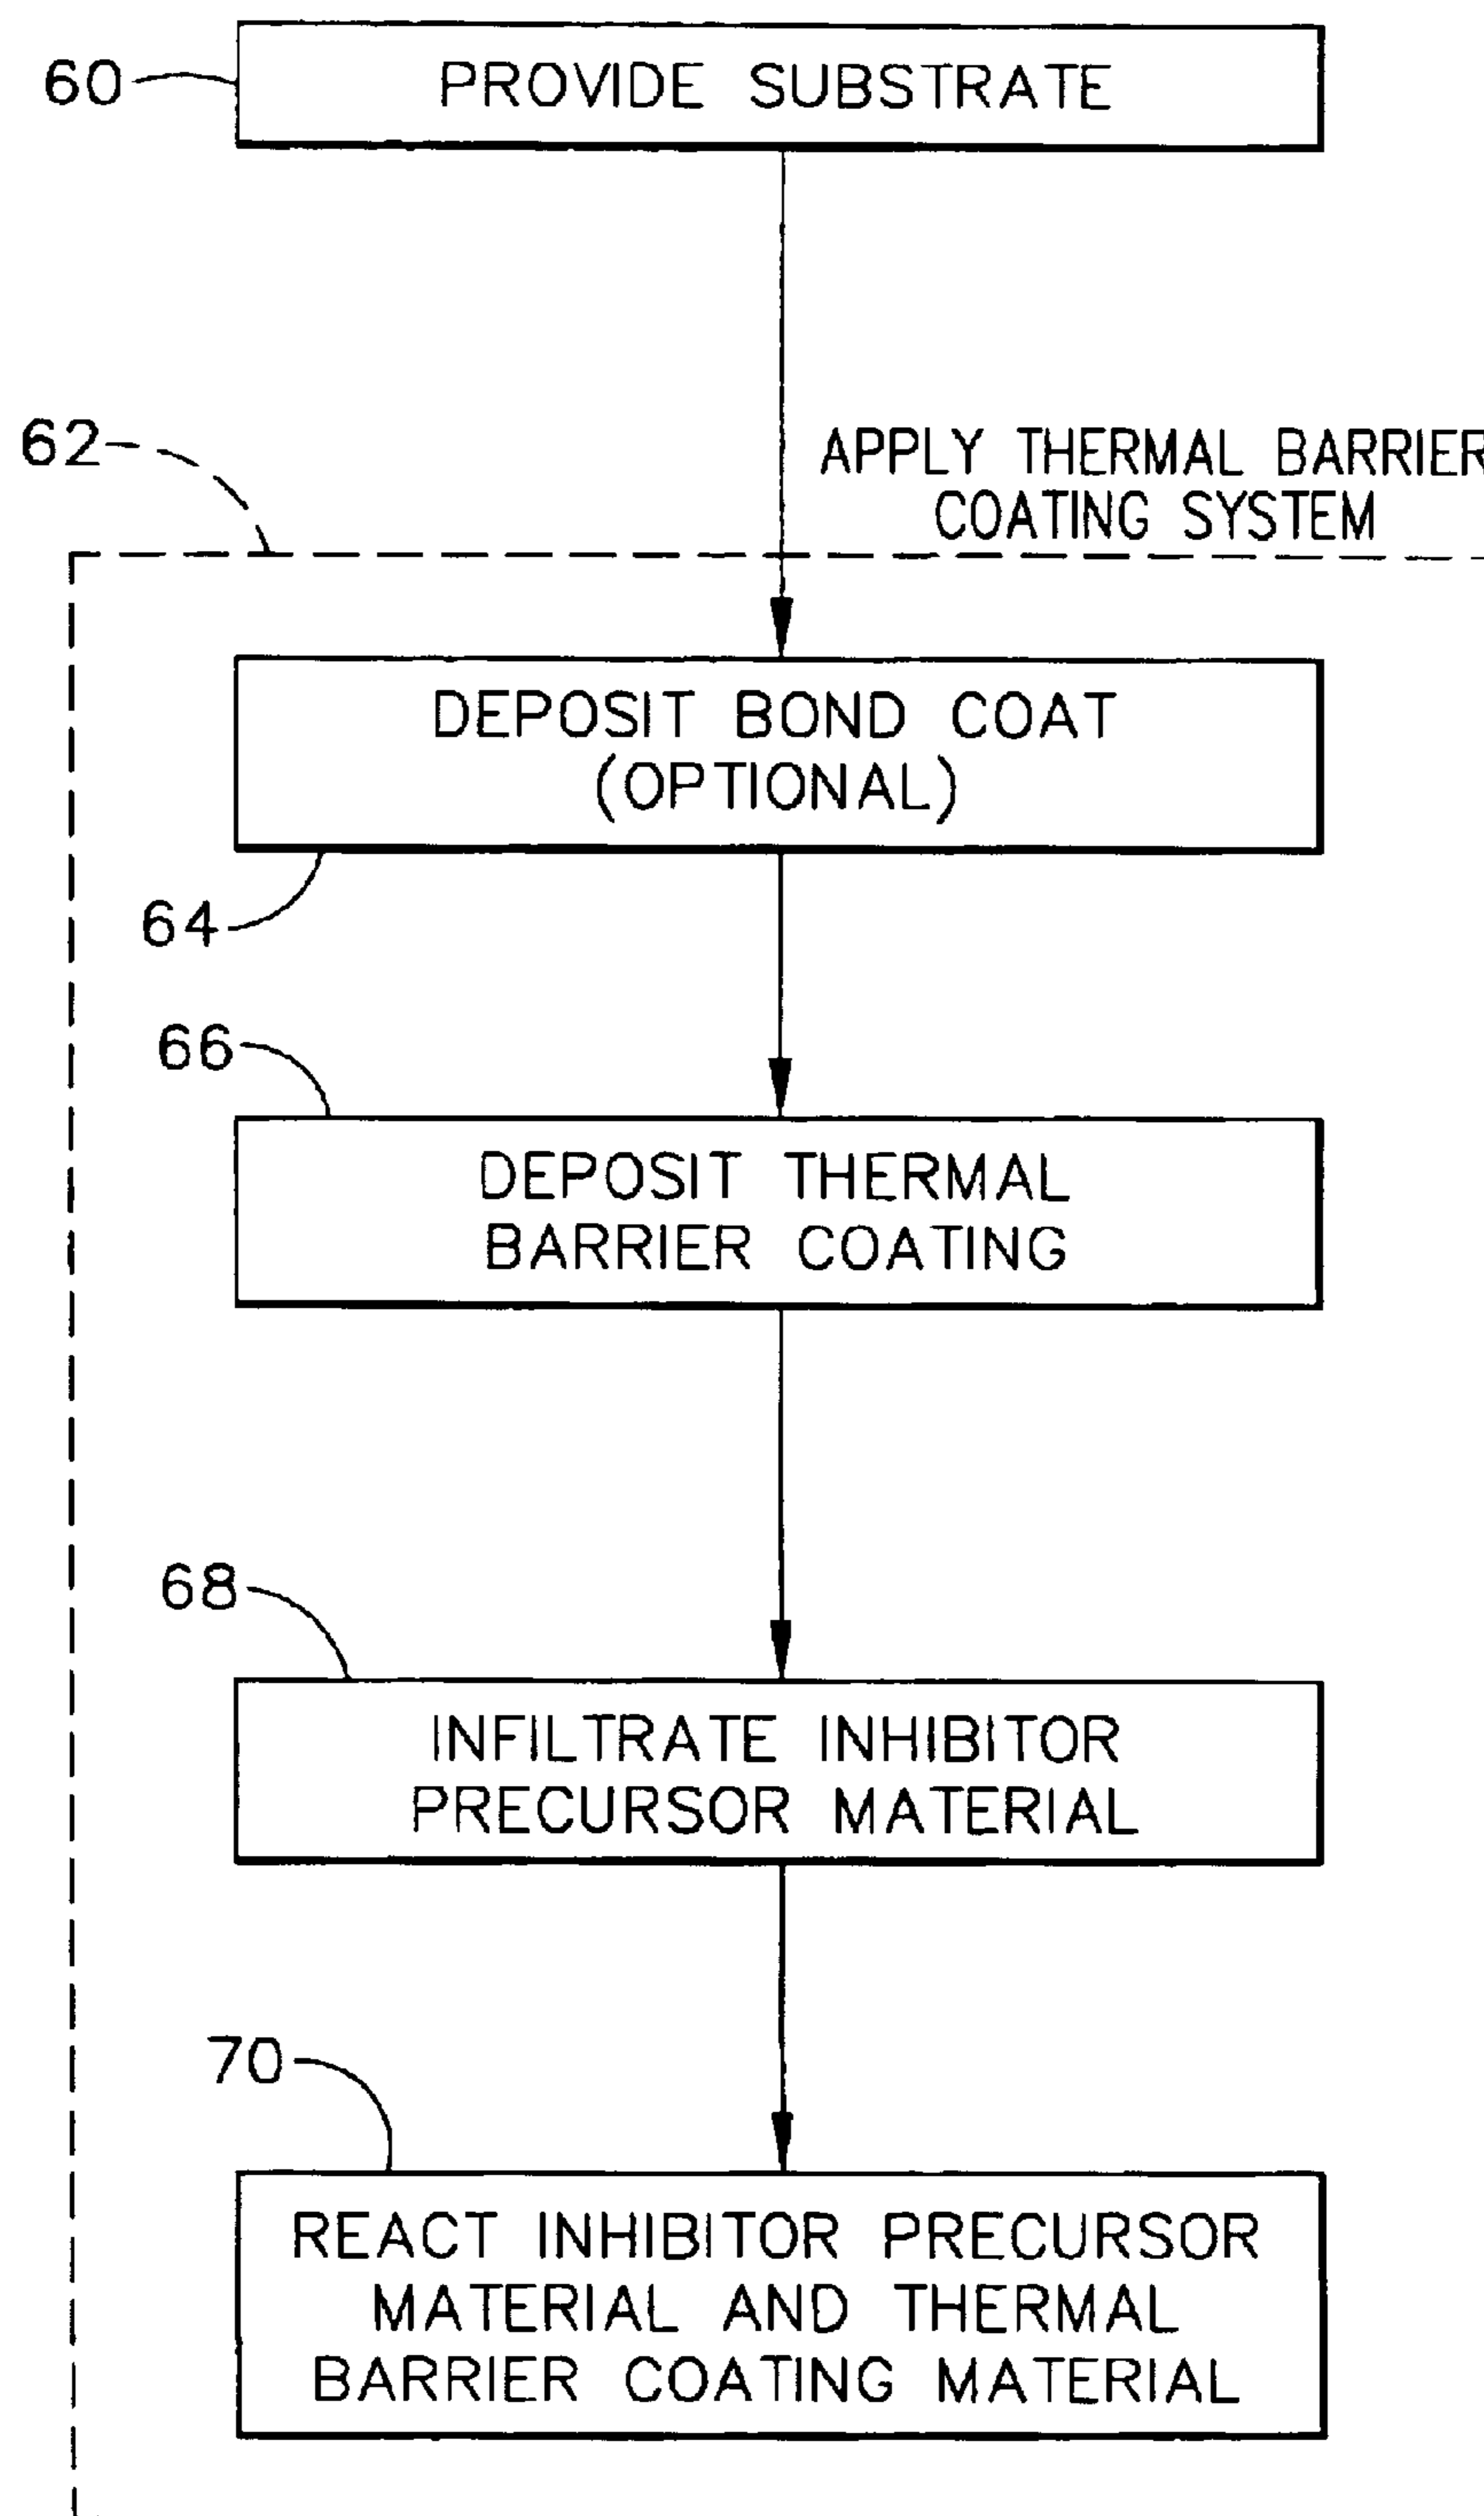 60
PROVIDE SUBSTRATE
62
APPLY THERMAL BARRIER
COATING SYSTEM
DEPOSIT BOND COAT
(OPTIONAL)
64
66
DEPOSIT THERMAL
BARRIER COATING
68
INFILTRATE INHIBITOR
PRECURSOR MATERIAL
70
REACT INHIBITOR PRECURSOR
MATERIAL AND THERMAL
BARRIER COATING MATERIAL